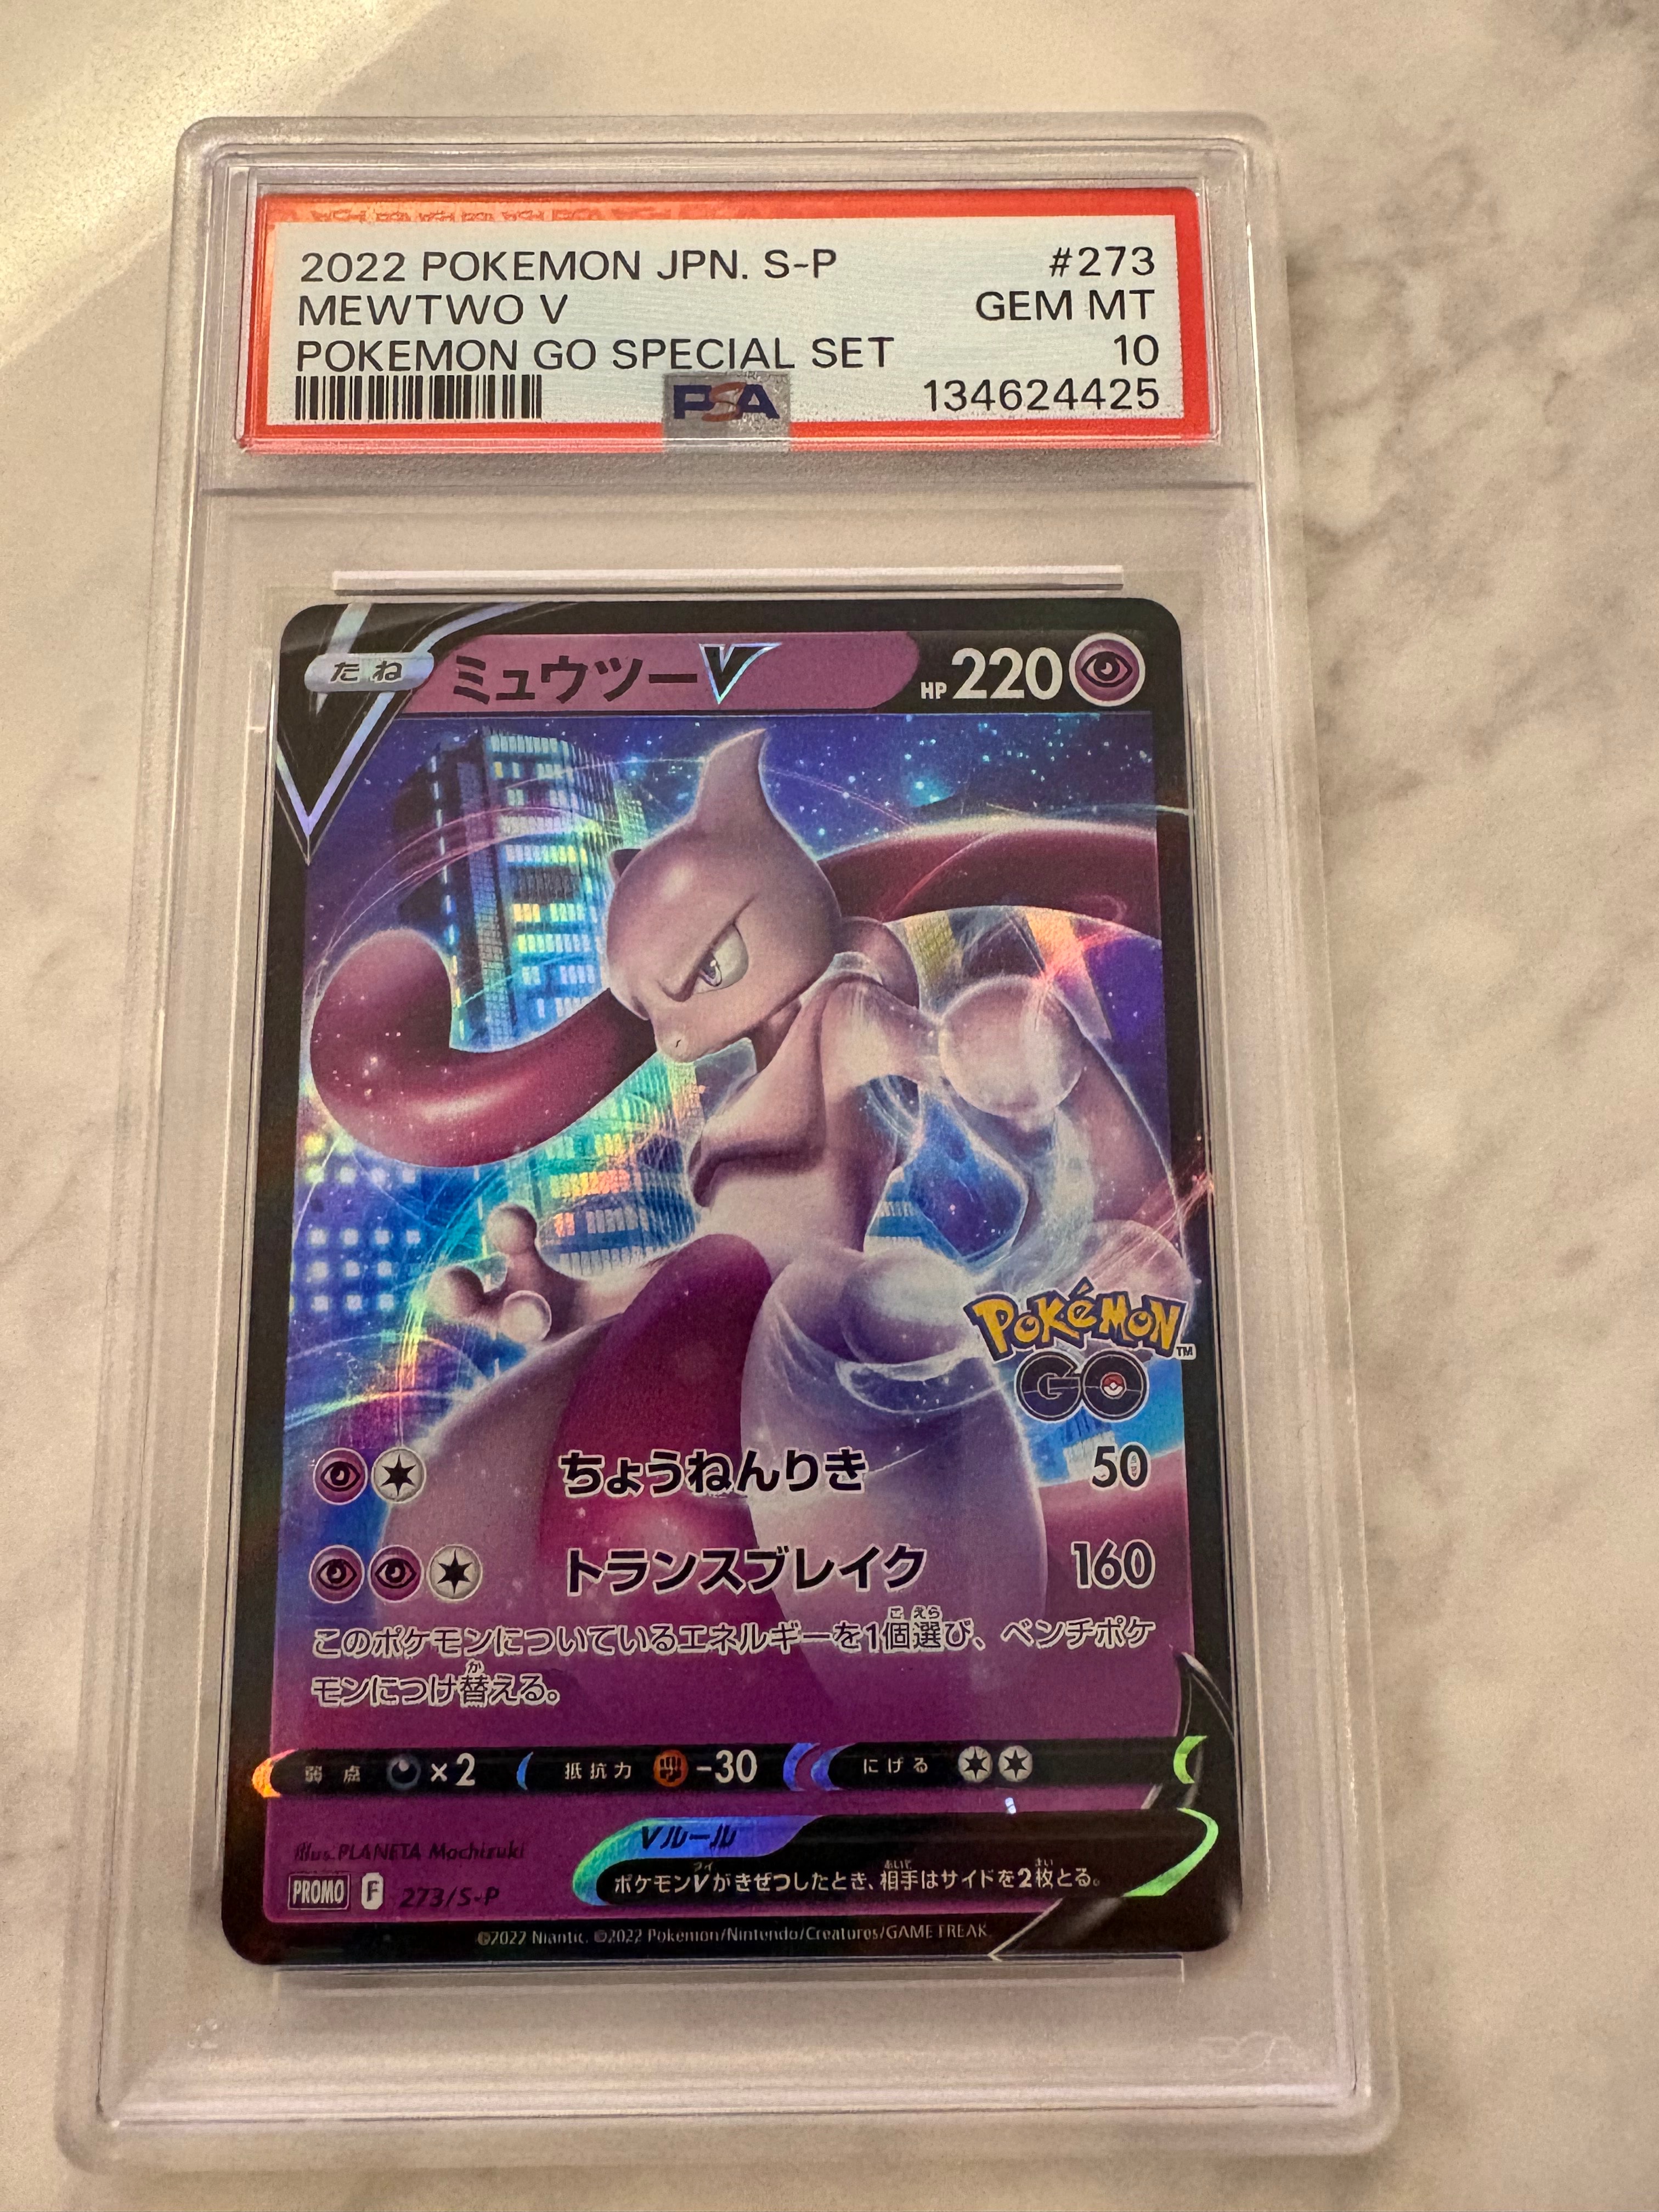 2022 POKEMON JPN. S-P #273
MEWTWO V GEM MT
POKEMON GO SPECIAL SET 10
PSA 134624425
たね ミュウツーV HP 220
Pokémon TM
GO
ちょうねんりき 50
トランスブレイク 160
このポケモンについているエネルギーを1個選び、ベンチポケ
モンにつけ替える。
弱点 ×2 抵抗力 -30 にげる
Vルール
illus. PLANETA Mochizuki
ポケモンVがきぜつしたとき、相手はサイドを2枚とる。
PROMO F 273/S-P
©2022 Niantic. ©2022 Pokémon/Nintendo/Creatures/GAME FREAK